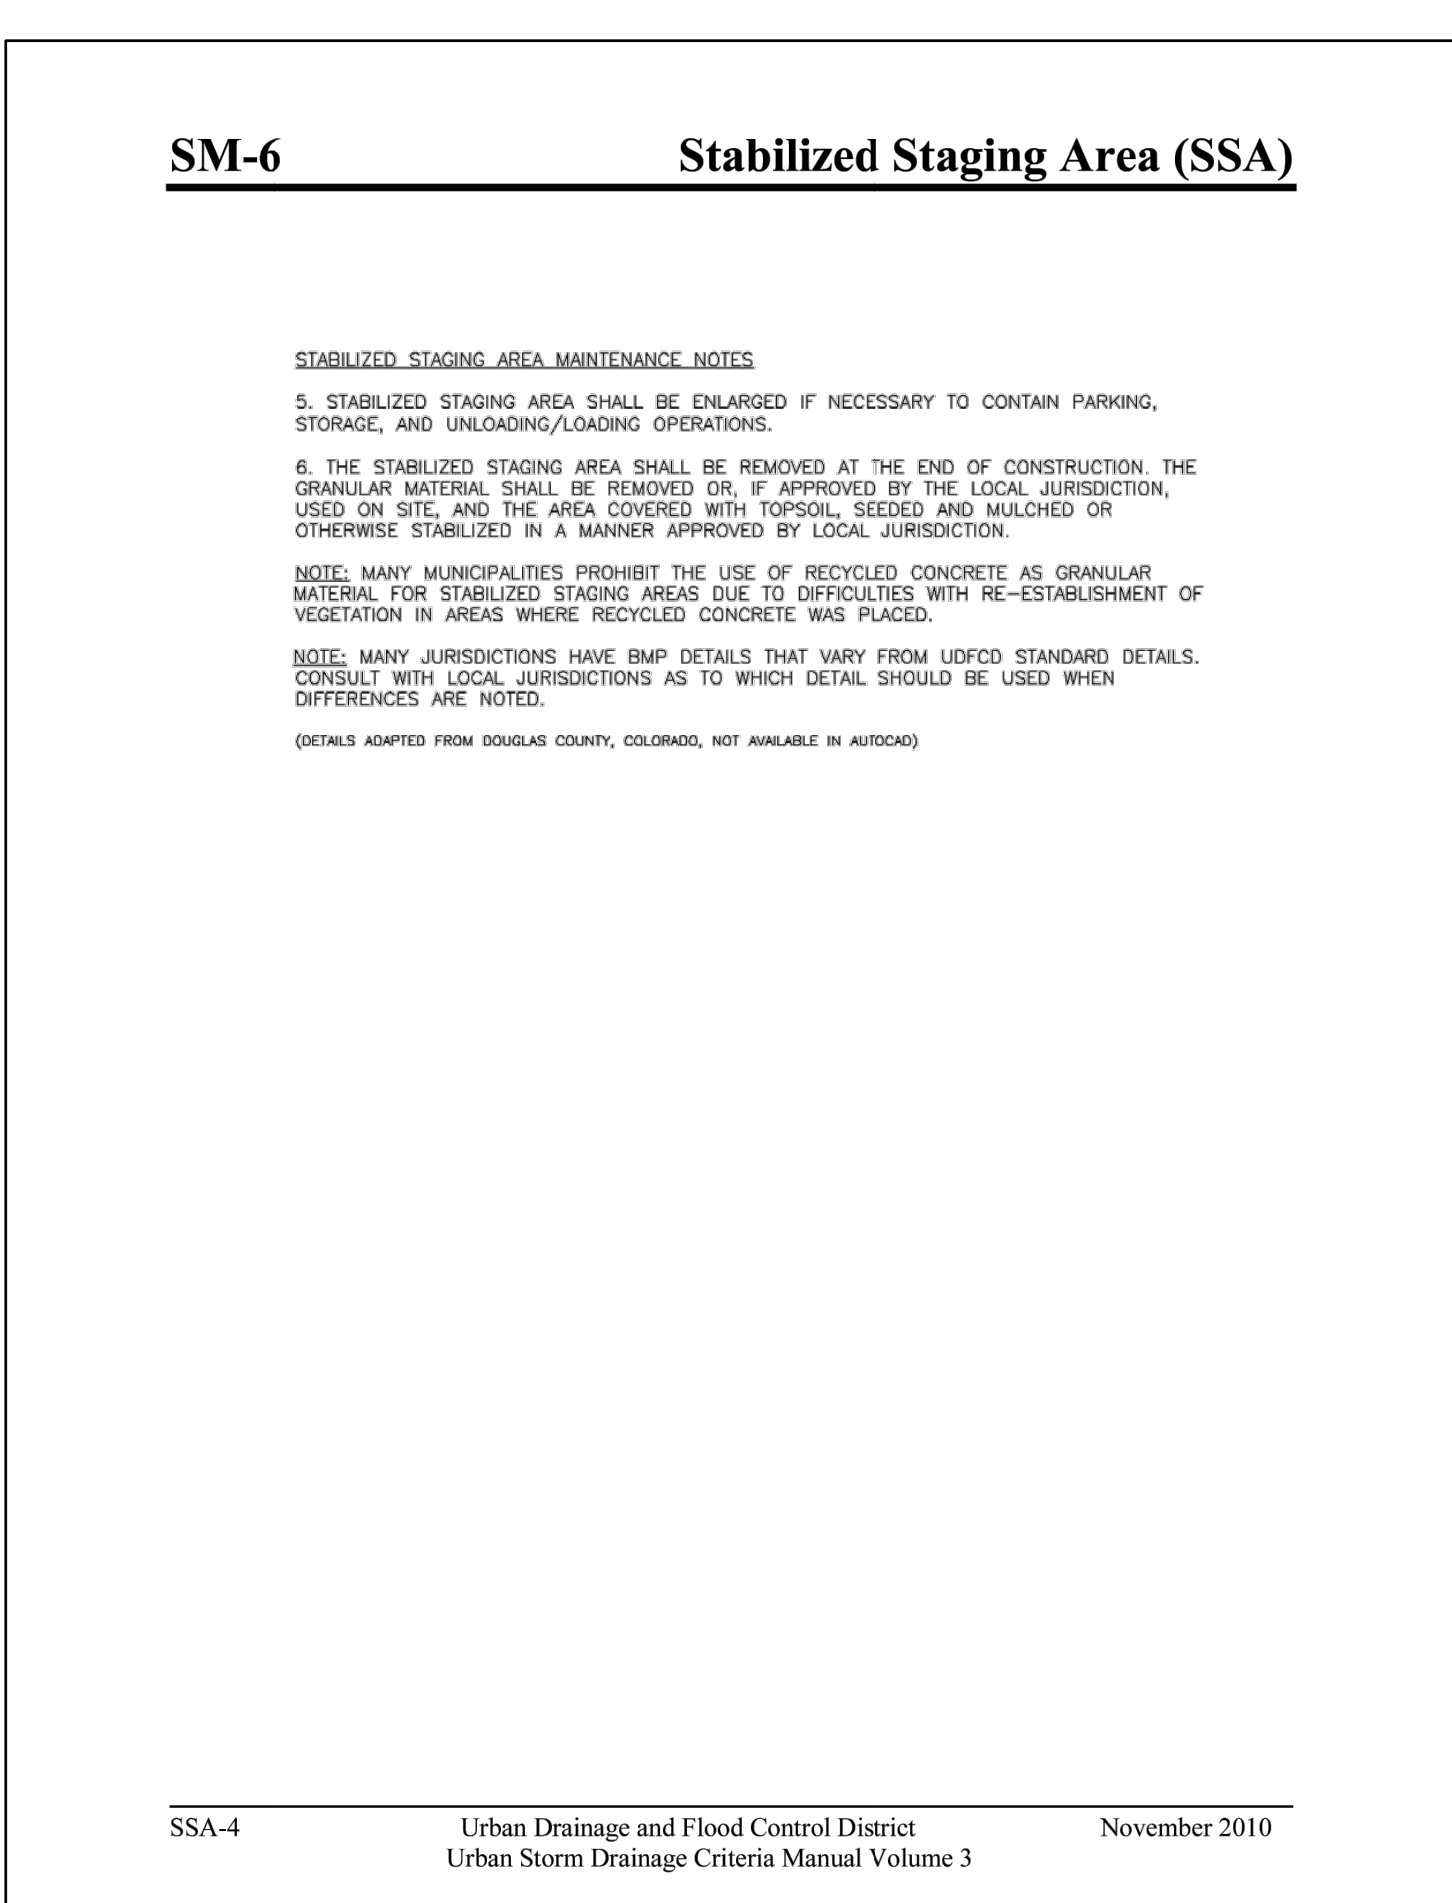 SM-6 Stabilized Staging Area (SSA)
STABILIZED STAGING AREA MAINTENANCE NOTES
5. STABILIZED STAGING AREA SHALL BE ENLARGED IF NECESSARY TO CONTAIN PARKING,
STORAGE, AND UNLOADING/LOADING OPERATIONS.
6. THE STABILIZED STAGING AREA SHALL BE REMOVED AT THE END OF CONSTRUCTION. THE
GRANULAR MATERIAL SHALL BE REMOVED OR, IF APPROVED BY THE LOCAL JURISDICTION,
USED ON SITE, AND THE AREA COVERED WITH TOPSOIL, SEEDED AND MULCHED OR
OTHERWISE STABILIZED IN A MANNER APPROVED BY LOCAL JURISDICTION.
NOTE: MANY MUNICIPALITIES PROHIBIT THE USE OF RECYCLED CONCRETE AS GRANULAR
MATERIAL FOR STABILIZED STAGING AREAS DUE TO DIFFICULTIES WITH RE-ESTABLISHMENT OF
VEGETATION IN AREAS WHERE RECYCLED CONCRETE WAS PLACED.
NOTE: MANY JURISDICTIONS HAVE BMP DETAILS THAT VARY FROM UDFCD STANDARD DETAILS.
CONSULT WITH LOCAL JURISDICTIONS AS TO WHICH DETAIL SHOULD BE USED WHEN
DIFFERENCES ARE NOTED.
(DETAILS ADAPTED FROM DOUGLAS COUNTY, COLORADO, NOT AVAILABLE IN AUTOCAD)
SSA-4 Urban Drainage and Flood Control District November 2010
Urban Storm Drainage Criteria Manual Volume 3